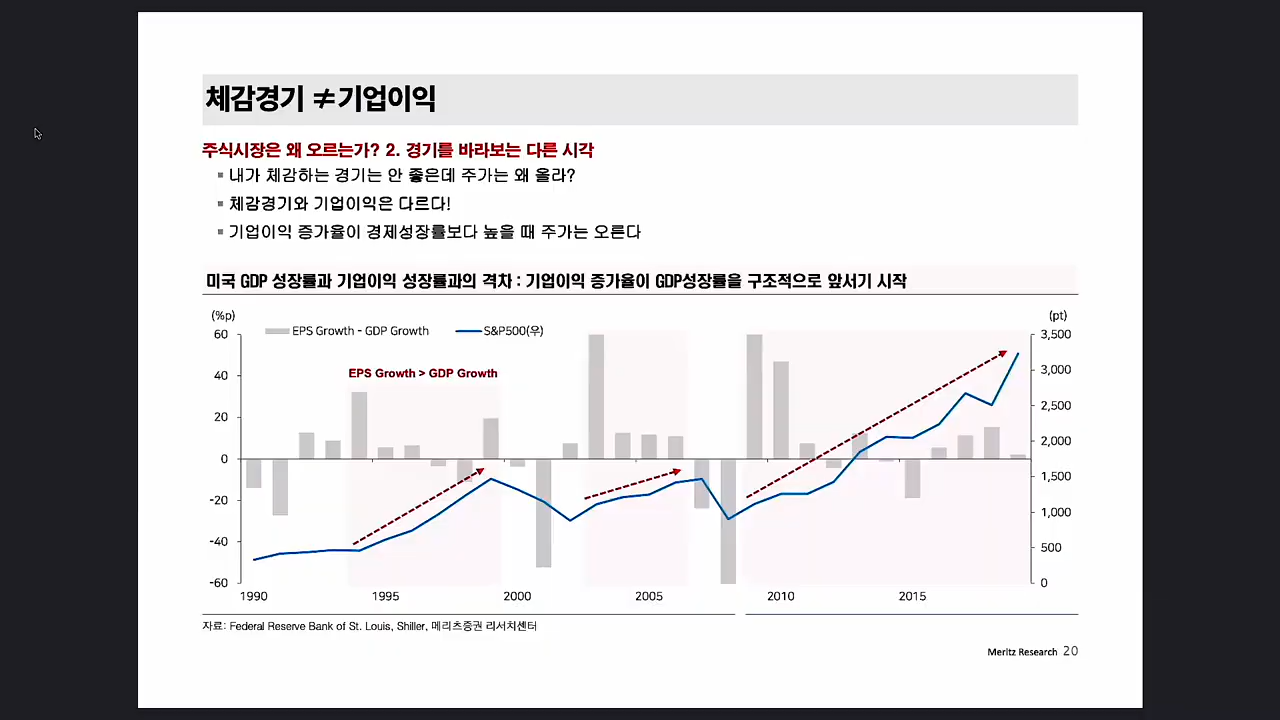 체감경기 ≠기업이익
주식시장은 왜 오르는가? 2. 경기를 바라보는 다른 시각
▪ 내가 체감하는 경기는 안 좋은데 주가는 왜 올라?
▪ 체감경기와 기업이익은 다르다!
▪ 기업이익 증가율이 경제성장률보다 높을 때 주가는 오른다
미국 GDP 성장률과 기업이익 성장률과의 격차 : 기업이익 증가율이 GDP성장률을 구조적으로 앞서기 시작
(%p) (pt)
EPS Growth - GDP Growth S&P500(우)
60 3,500
3,000
40
EPS Growth > GDP Growth
2,500
20
2,000
0
1,500
-20
1,000
-40
500
-60 0
1990 1995 2000 2005 2010 2015
자료: Federal Reserve Bank of St. Louis, Shiller, 메리츠증권 리서치센터
Meritz Research 20